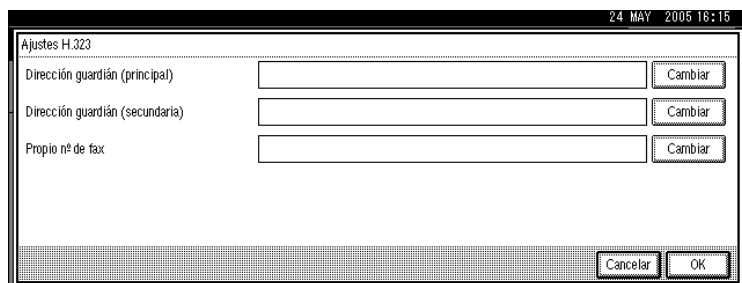 24 MAY 2005 16:15
Ajustes H.323
Dirección guardián (principal) Cambiar
Dirección guardián (secundaria) Cambiar
Propio nº de fax Cambiar
Cancelar OK